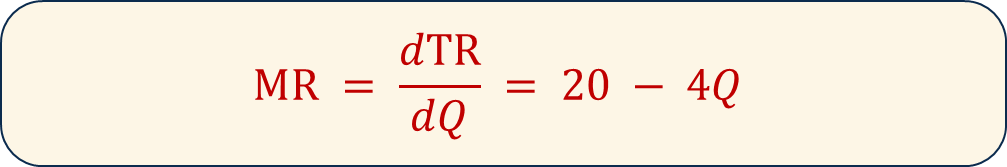 MR = dTR/dQ = 20 − 4Q